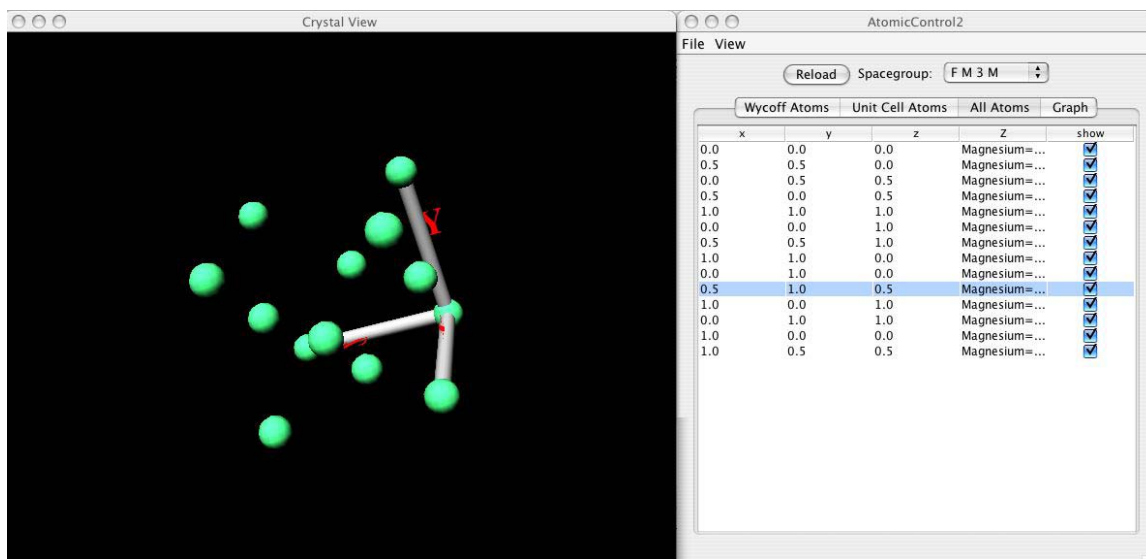 Crystal View
Y
AtomicControl2
File View
Reload Spacegroup: F M 3 M
Wycoff Atoms Unit Cell Atoms All Atoms Graph
x y z Z show
0.0 0.0 0.0 Magnesium=...
0.5 0.5 0.0 Magnesium=...
0.0 0.5 0.5 Magnesium=...
0.5 0.0 0.5 Magnesium=...
1.0 1.0 1.0 Magnesium=...
0.0 0.0 1.0 Magnesium=...
0.5 0.5 1.0 Magnesium=...
1.0 1.0 0.0 Magnesium=...
0.0 1.0 0.0 Magnesium=...
0.5 1.0 0.5 Magnesium=...
1.0 0.0 1.0 Magnesium=...
0.0 1.0 1.0 Magnesium=...
1.0 0.0 0.0 Magnesium=...
1.0 0.5 0.5 Magnesium=...